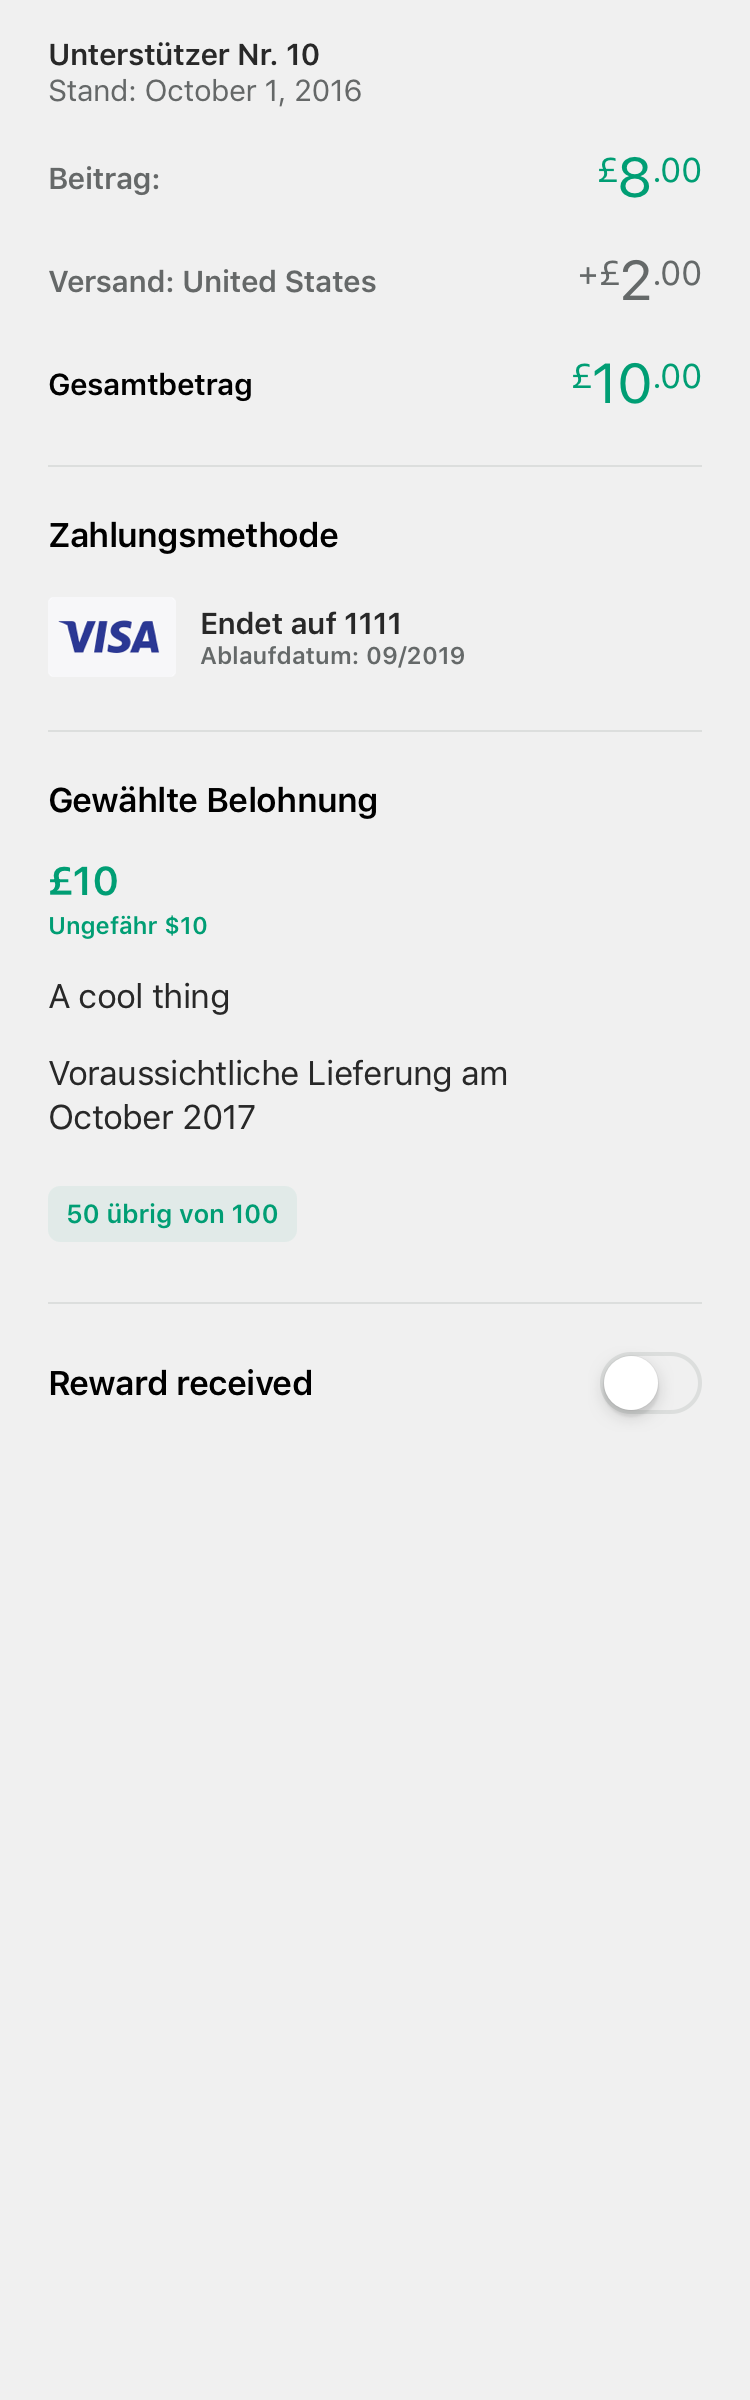 Unterstützer Nr. 10
Stand: October 1, 2016
Beitrag: £8.00
Versand: United States +£2.00
Gesamtbetrag £10.00
Zahlungsmethode
VISA
Endet auf 1111
Ablaufdatum: 09/2019
Gewählte Belohnung
£10
Ungefähr $10
A cool thing
Voraussichtliche Lieferung am
October 2017
50 übrig von 100
Reward received